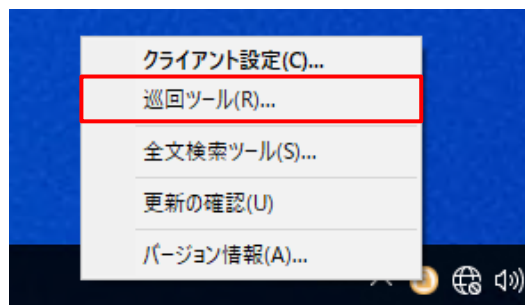 クライアント設定(C)...
巡回ツール(R)...
全文検索ツール(S)...
更新の確認(U)
バージョン情報(A)...